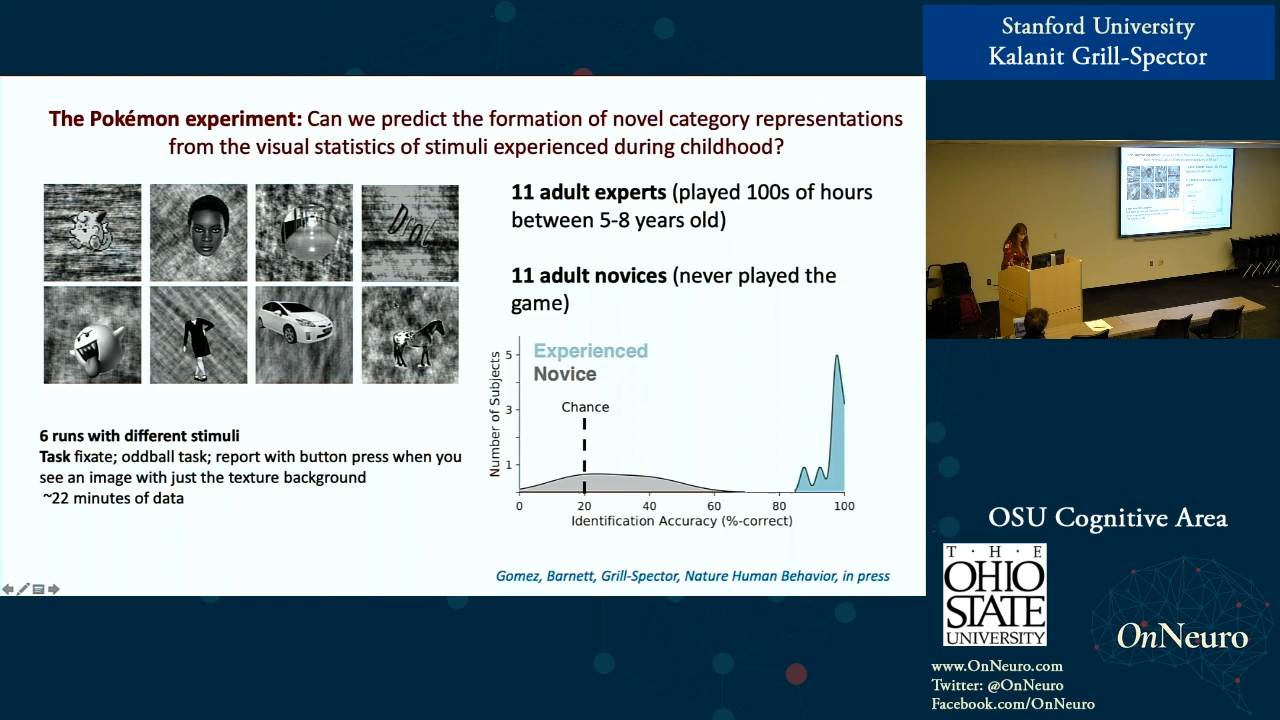 Stanford University
Kalanit Grill-Spector
The Pokémon experiment: Can we predict the formation of novel category representations
from the visual statistics of stimuli experienced during childhood?
11 adult experts (played 100s of hours
between 5-8 years old)
11 adult novices (never played the
game)
6 runs with different stimuli
Task fixate; oddball task; report with button press when you
see an image with just the texture background
~22 minutes of data
Experienced
Novice
Chance
Number of Subjects
5
3
1
0 20 40 60 80 100
Identification Accuracy (%-correct)
Gomez, Barnett, Grill-Spector, Nature Human Behavior, in press
OSU Cognitive Area
T · H · E
OHIO
STATE
UNIVERSITY
OnNeuro
www.OnNeuro.com
Twitter: @OnNeuro
Facebook.com/OnNeuro